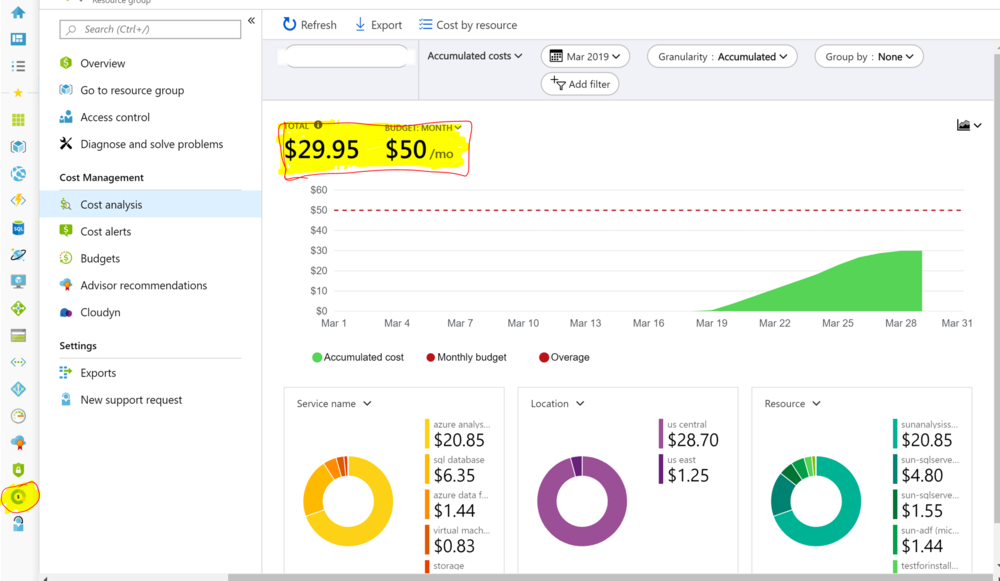 Resource group
Search (Ctrl+/)
«
Overview
Go to resource group
Access control
Diagnose and solve problems
Cost Management
Cost analysis
Cost alerts
Budgets
Advisor recommendations
Cloudyn
Settings
Exports
New support request
Refresh
Export
Cost by resource
Accumulated costs
Mar 2019
Granularity : Accumulated
Group by : None
Add filter
TOTAL
BUDGET: MONTH
$29.95
$50 /mo
$60
$50
$40
$30
$20
$10
$0
Mar 1
Mar 4
Mar 7
Mar 10
Mar 13
Mar 16
Mar 19
Mar 22
Mar 25
Mar 28
Mar 31
Accumulated cost
Monthly budget
Overage
Service name
azure analys...
$20.85
sql database
$6.35
azure data f...
$1.44
virtual mach...
$0.83
storage
Location
us central
$28.70
us east
$1.25
Resource
sunanalysiss...
$20.85
sun-sqlserve...
$4.80
sun-sqlserve...
$1.55
sun-adf (mic...
$1.44
testforinstall...
SQL